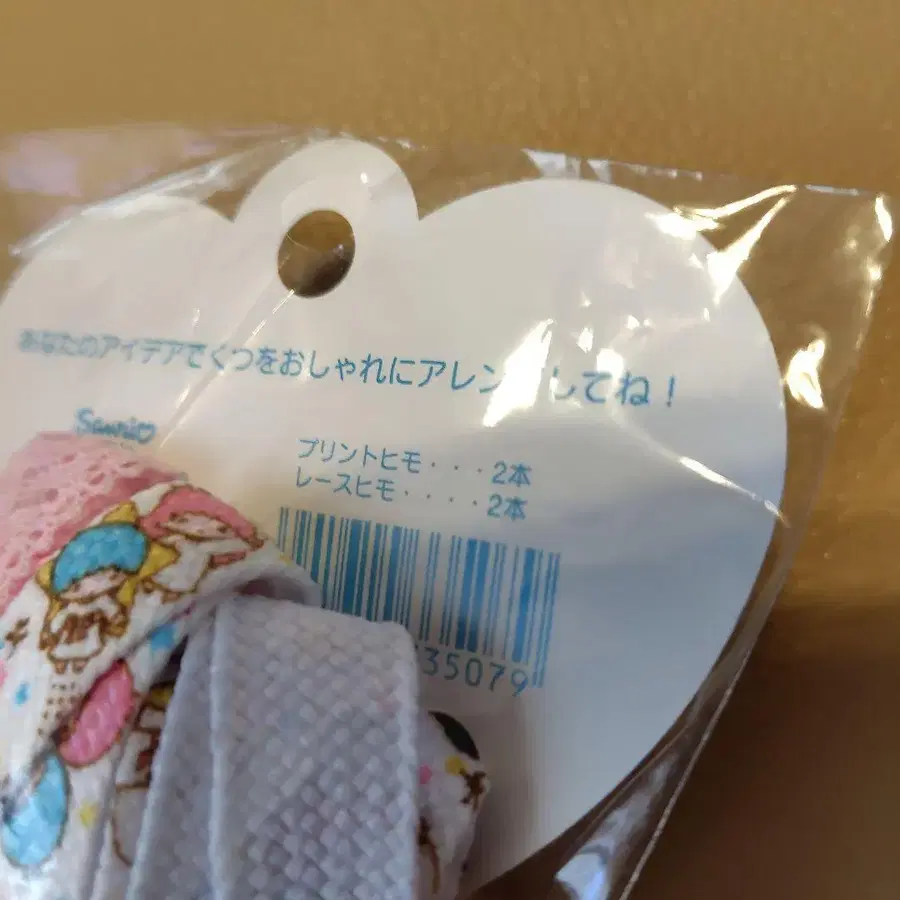 あなたのアイデアでくつをおしゃれにアレンジしてね！
Sanrio
プリントヒモ・・・2本
レースヒモ・・・・2本
35079